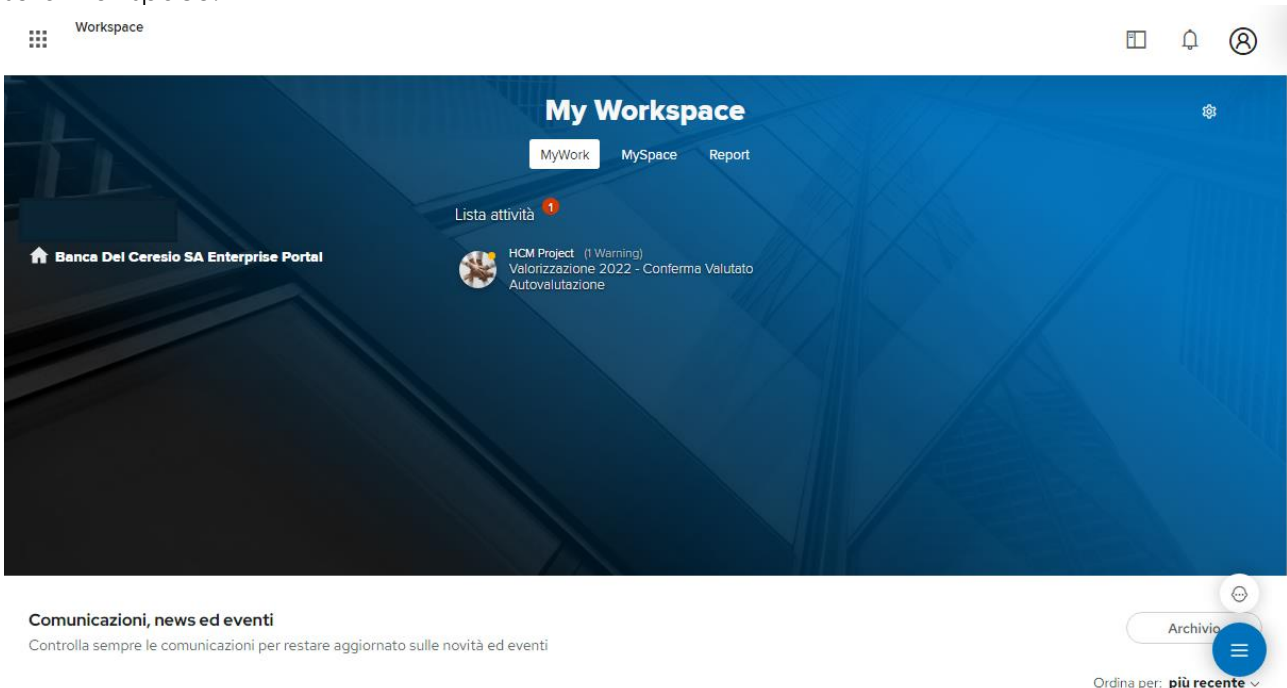 Workspace
My Workspace
MyWork MySpace Report
Lista attività 1
Banca Del Ceresio SA Enterprise Portal
HCM Project (1 Warning)
Valorizzazione 2022 - Conferma Valutato
Autovalutazione
Comunicazioni, news ed eventi
Controlla sempre le comunicazioni per restare aggiornato sulle novità ed eventi
Archivio
Ordina per: più recente